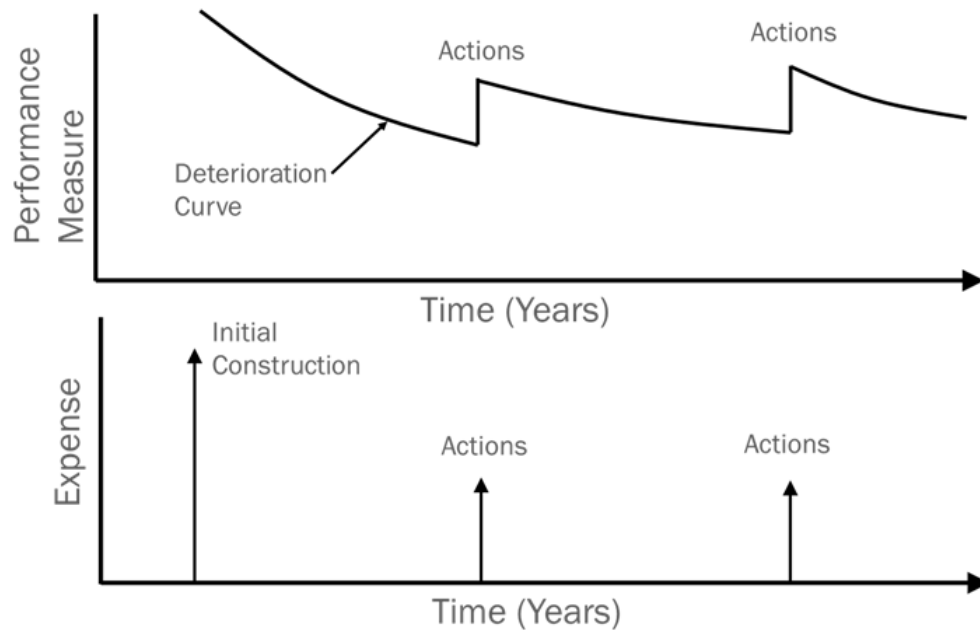 Performance
Measure
Actions
Actions
Deterioration
Curve
Time (Years)
Expense
Initial
Construction
Actions
Actions
Time (Years)